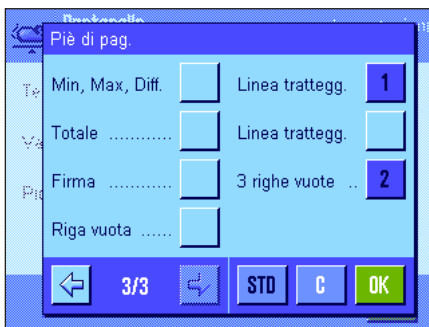 Piè di pag.
Min, Max, Diff.
Linea trattegg. 1
Totale ............
Linea trattegg.
Firma ............
3 righe vuote .. 2
Riga vuota ......
3/3
STD
C
OK